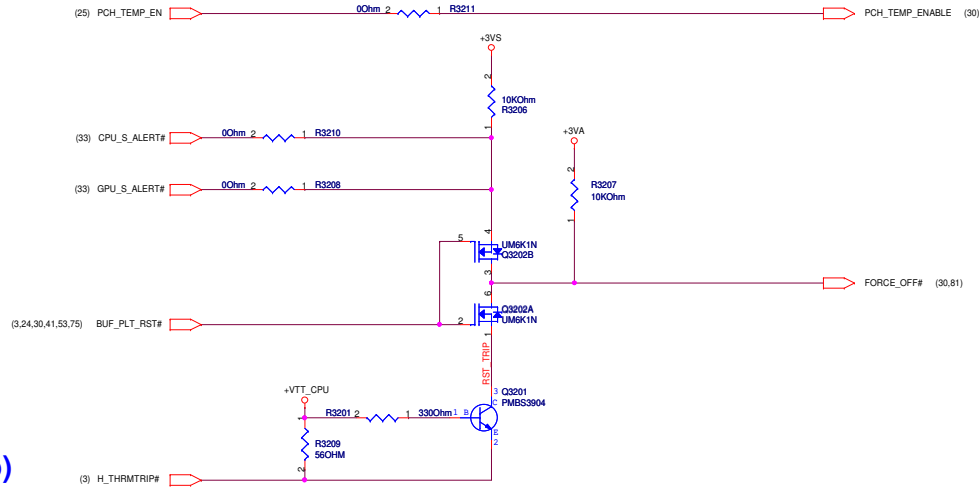 (25) PCH_TEMP_EN 0Ohm 2 1 R3211 PCH_TEMP_ENABLE (30)
+3VS
2
10KOhm
R3206
1
(33) CPU_S_ALERT# 0Ohm 2 1 R3210
+3VA
2
R3207
10KOhm
1
(33) GPU_S_ALERT# 0Ohm 2 1 R3208
4
5 UM6K1N
Q3202B
3
FORCE_OFF# (30,81)
6
Q3202A
(3,24,30,41,53,75) BUF_PLT_RST# 2 UM6K1N
1
RST_TRIP
+VTT_CPU
3 Q3201
C PMBS3904
R3201 2 1 330Ohm 1 B
E
2
R3209
56OHM
2
(3) H_THRMTRIP#
)